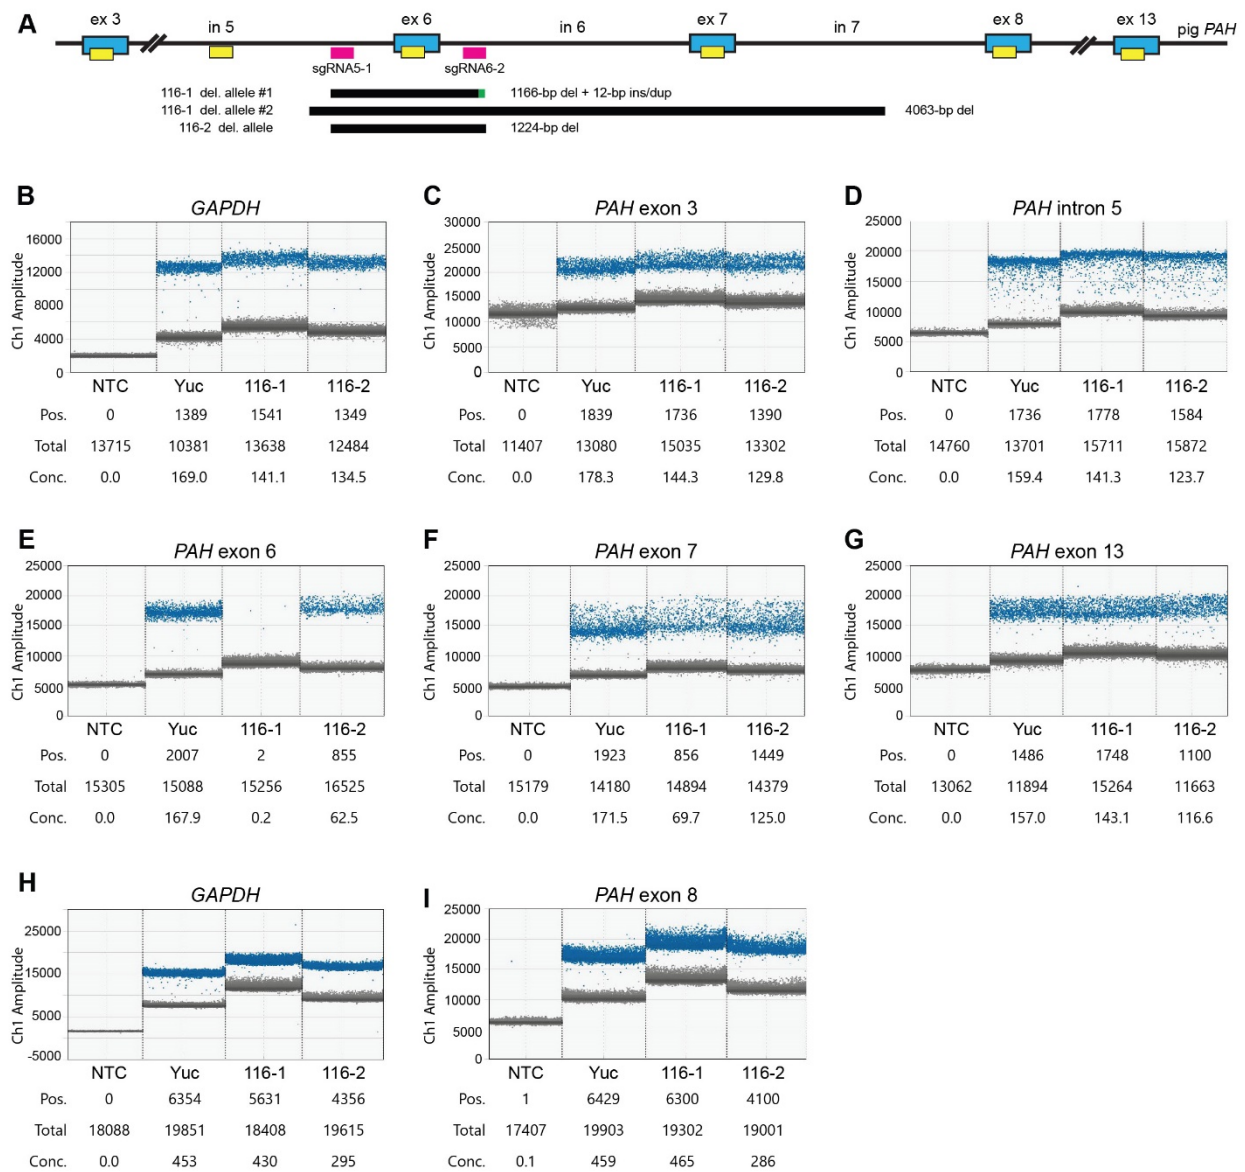 A
ex 3
in 5
ex 6
in 6
ex 7
in 7
ex 8
ex 13
pig PAH
sgRNA5-1
sgRNA6-2
116-1 del. allele #1
1166-bp del + 12-bp ins/dup
116-1 del. allele #2
4063-bp del
116-2 del. allele
1224-bp del
B
GAPDH
Ch1 Amplitude
16000
12000
8000
4000
0
NTC Yuc 116-1 116-2
Pos. 0 1389 1541 1349
Total 13715 10381 13638 12484
Conc. 0.0 169.0 141.1 134.5
C
PAH exon 3
Ch1 Amplitude
30000
25000
20000
15000
10000
5000
0
NTC Yuc 116-1 116-2
0 1839 1736 1390
11407 13080 15035 13302
0.0 178.3 144.3 129.8
D
PAH intron 5
Ch1 Amplitude
25000
20000
15000
10000
5000
0
NTC Yuc 116-1 116-2
0 1736 1778 1584
14760 13701 15711 15872
0.0 159.4 141.3 123.7
E
PAH exon 6
Ch1 Amplitude
25000
20000
15000
10000
5000
0
NTC Yuc 116-1 116-2
Pos. 0 2007 2 855
Total 15305 15088 15256 16525
Conc. 0.0 167.9 0.2 62.5
F
PAH exon 7
Ch1 Amplitude
25000
20000
15000
10000
5000
0
NTC Yuc 116-1 116-2
0 1923 856 1449
15179 14180 14894 14379
0.0 171.5 69.7 125.0
G
PAH exon 13
Ch1 Amplitude
25000
20000
15000
10000
5000
0
NTC Yuc 116-1 116-2
0 1486 1748 1100
13062 11894 15264 11663
0.0 157.0 143.1 116.6
H
GAPDH
Ch1 Amplitude
25000
15000
5000
-5000
NTC Yuc 116-1 116-2
Pos. 0 6354 5631 4356
Total 18088 19851 18408 19615
Conc. 0.0 453 430 295
I
PAH exon 8
Ch1 Amplitude
25000
20000
15000
10000
5000
0
NTC Yuc 116-1 116-2
Pos. 1 6429 6300 4100
Total 17407 19903 19302 19001
Conc. 0.1 459 465 286